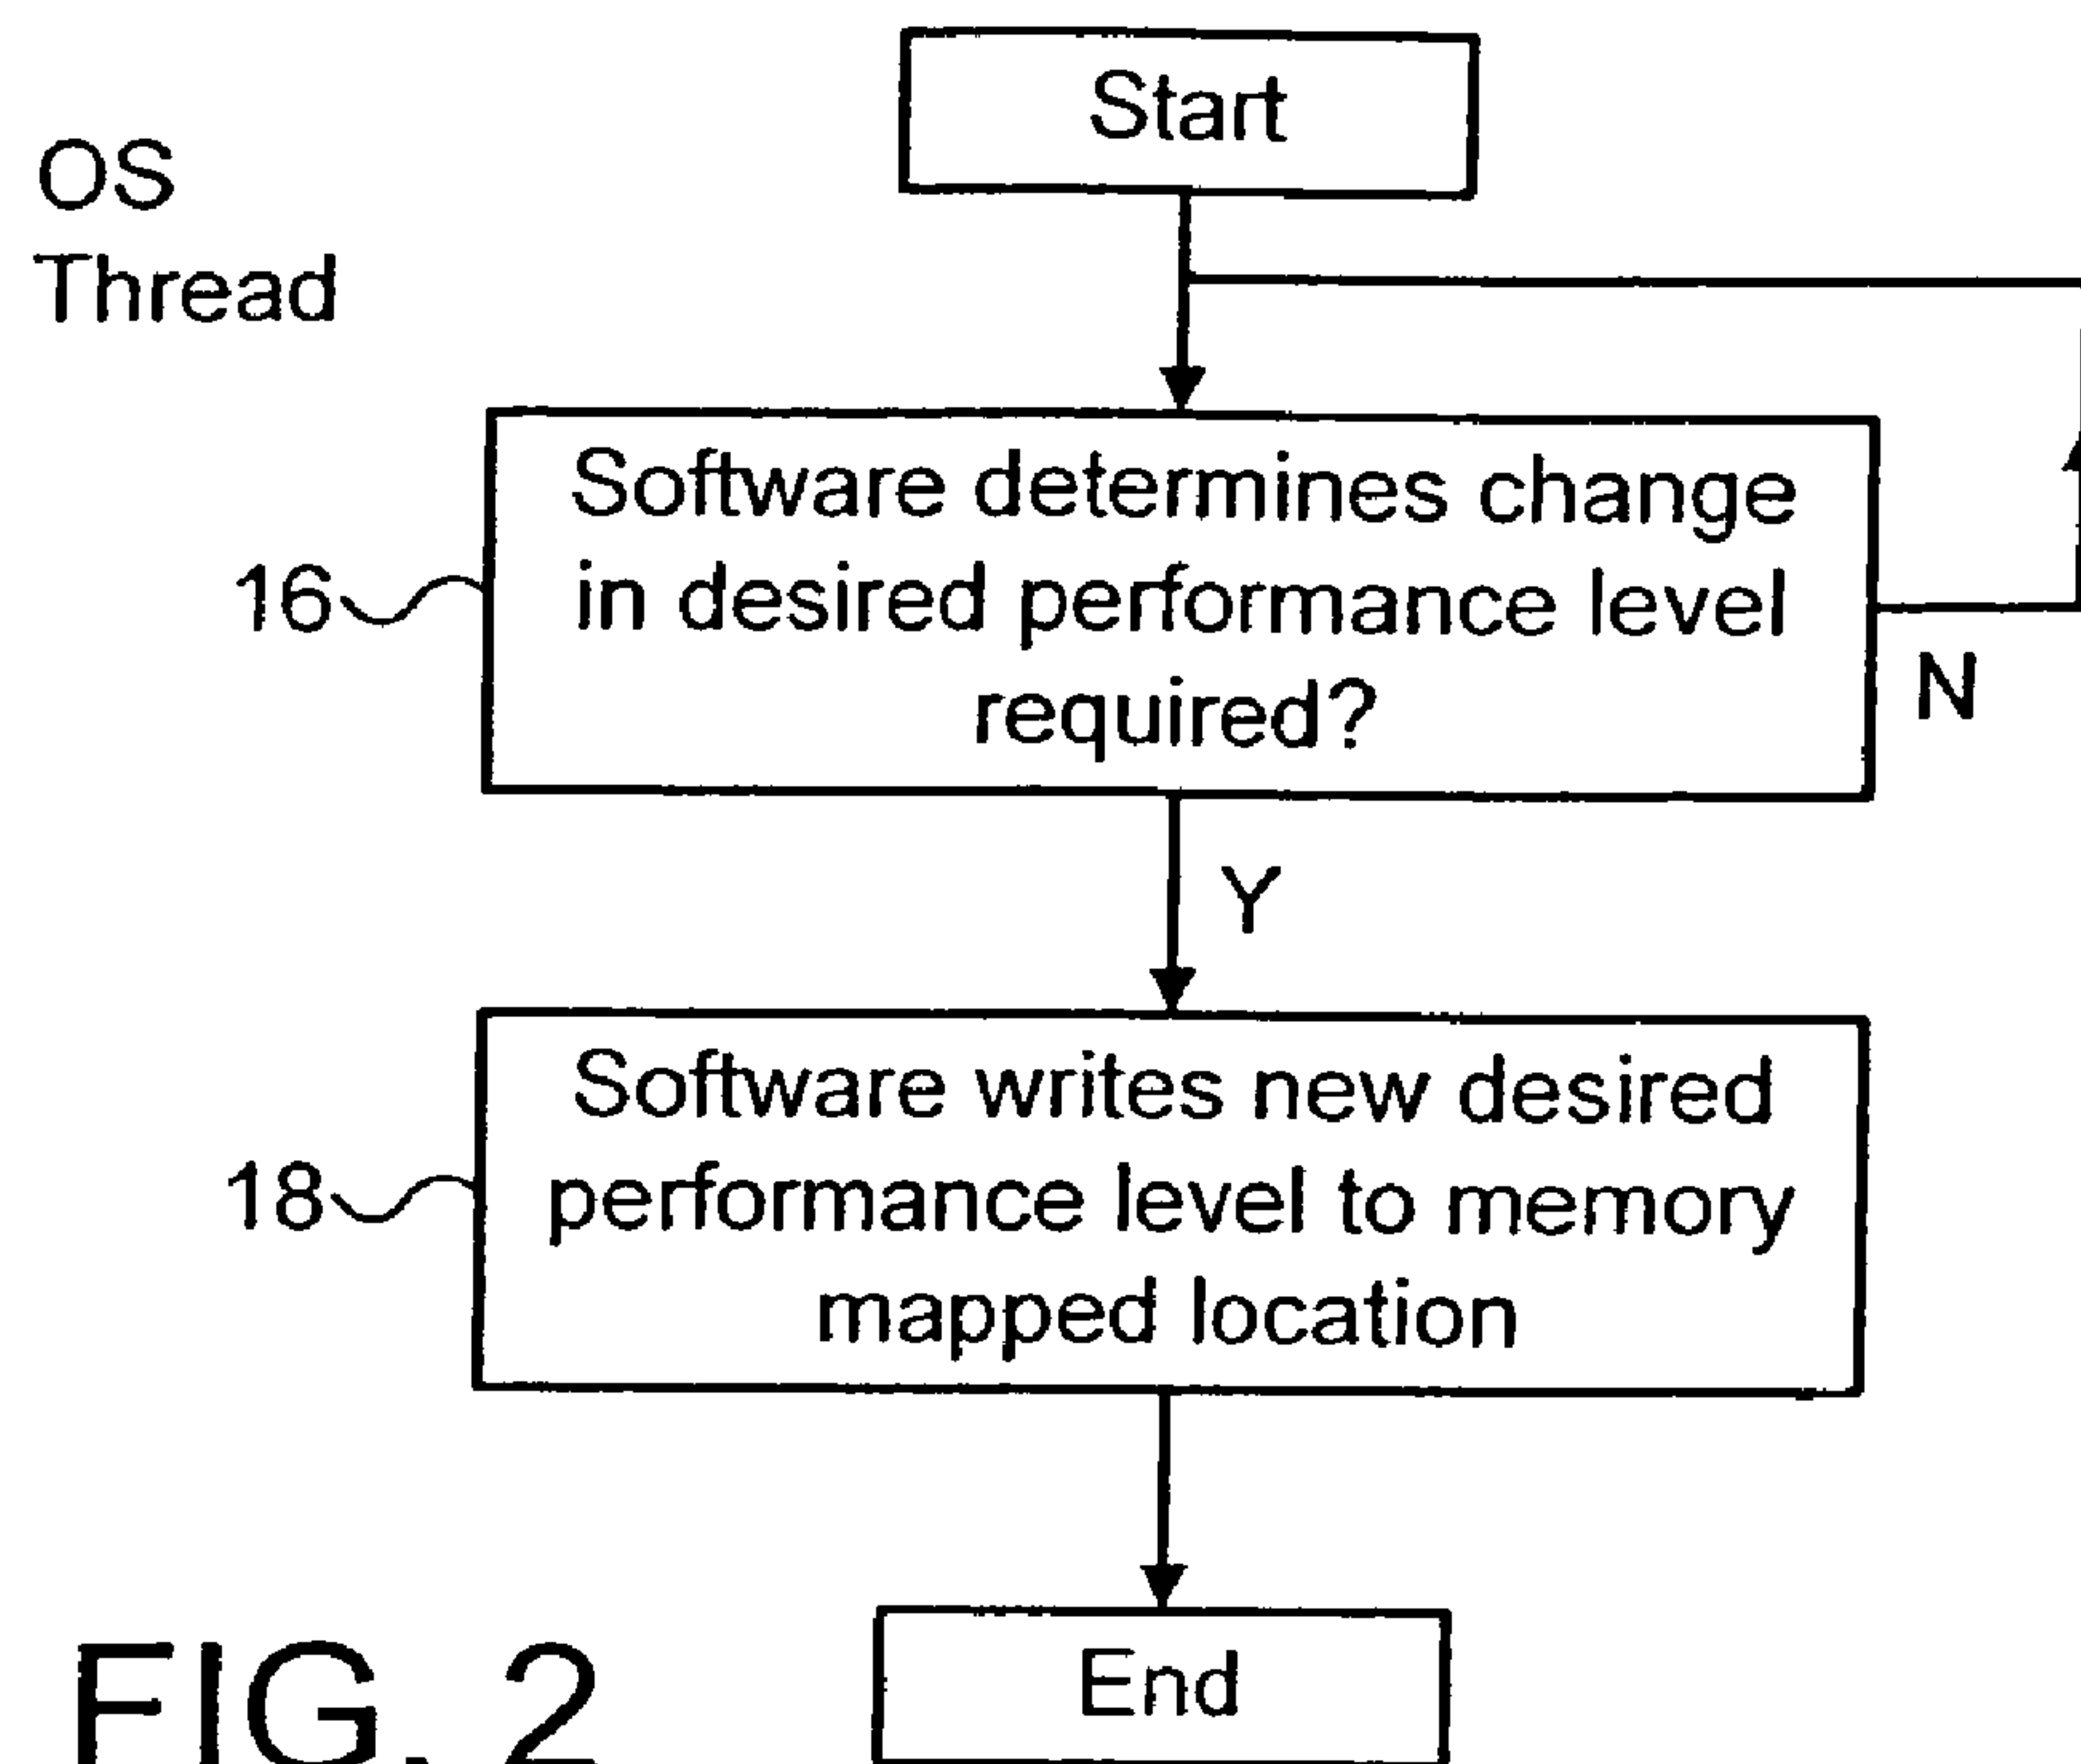 Start
OS
Thread
Software determines change
in desired performance level
required?
16
N
Y
Software writes new desired
performance level to memory
mapped location
18
End
FIG. 2